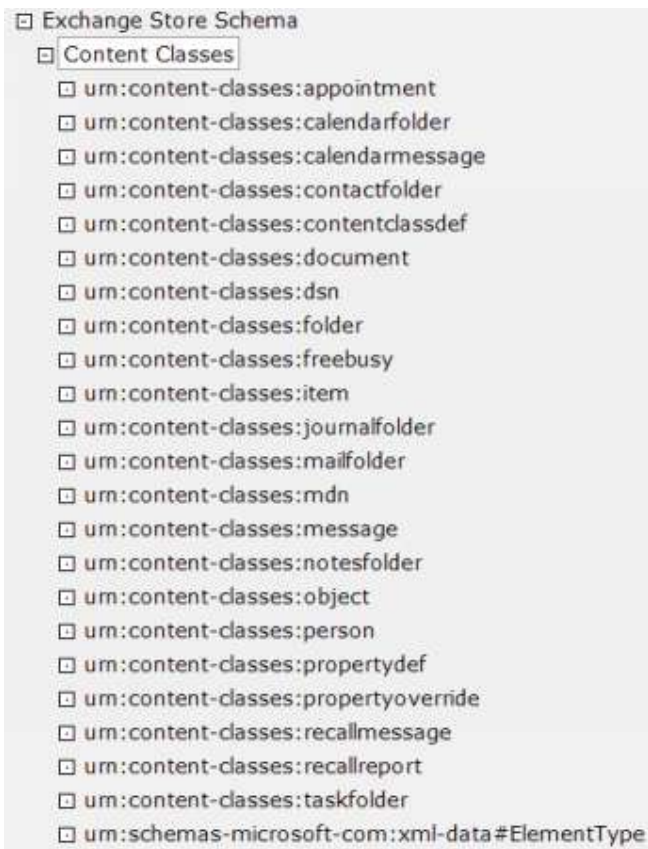 Exchange Store Schema
Content Classes
urn:content-classes:appointment
urn:content-classes:calendarfolder
urn:content-classes:calendarmessage
urn:content-classes:contactfolder
urn:content-classes:contentclassdef
urn:content-classes:document
urn:content-classes:dsn
urn:content-classes:folder
urn:content-classes:freebusy
urn:content-classes:item
urn:content-classes:journalfolder
urn:content-classes:mailfolder
urn:content-classes:mdn
urn:content-classes:message
urn:content-classes:notesfolder
urn:content-classes:object
urn:content-classes:person
urn:content-classes:propertydef
urn:content-classes:propertyoverride
urn:content-classes:recallmessage
urn:content-classes:recallreport
urn:content-classes:taskfolder
urn:schemas-microsoft-com:xml-data#ElementType